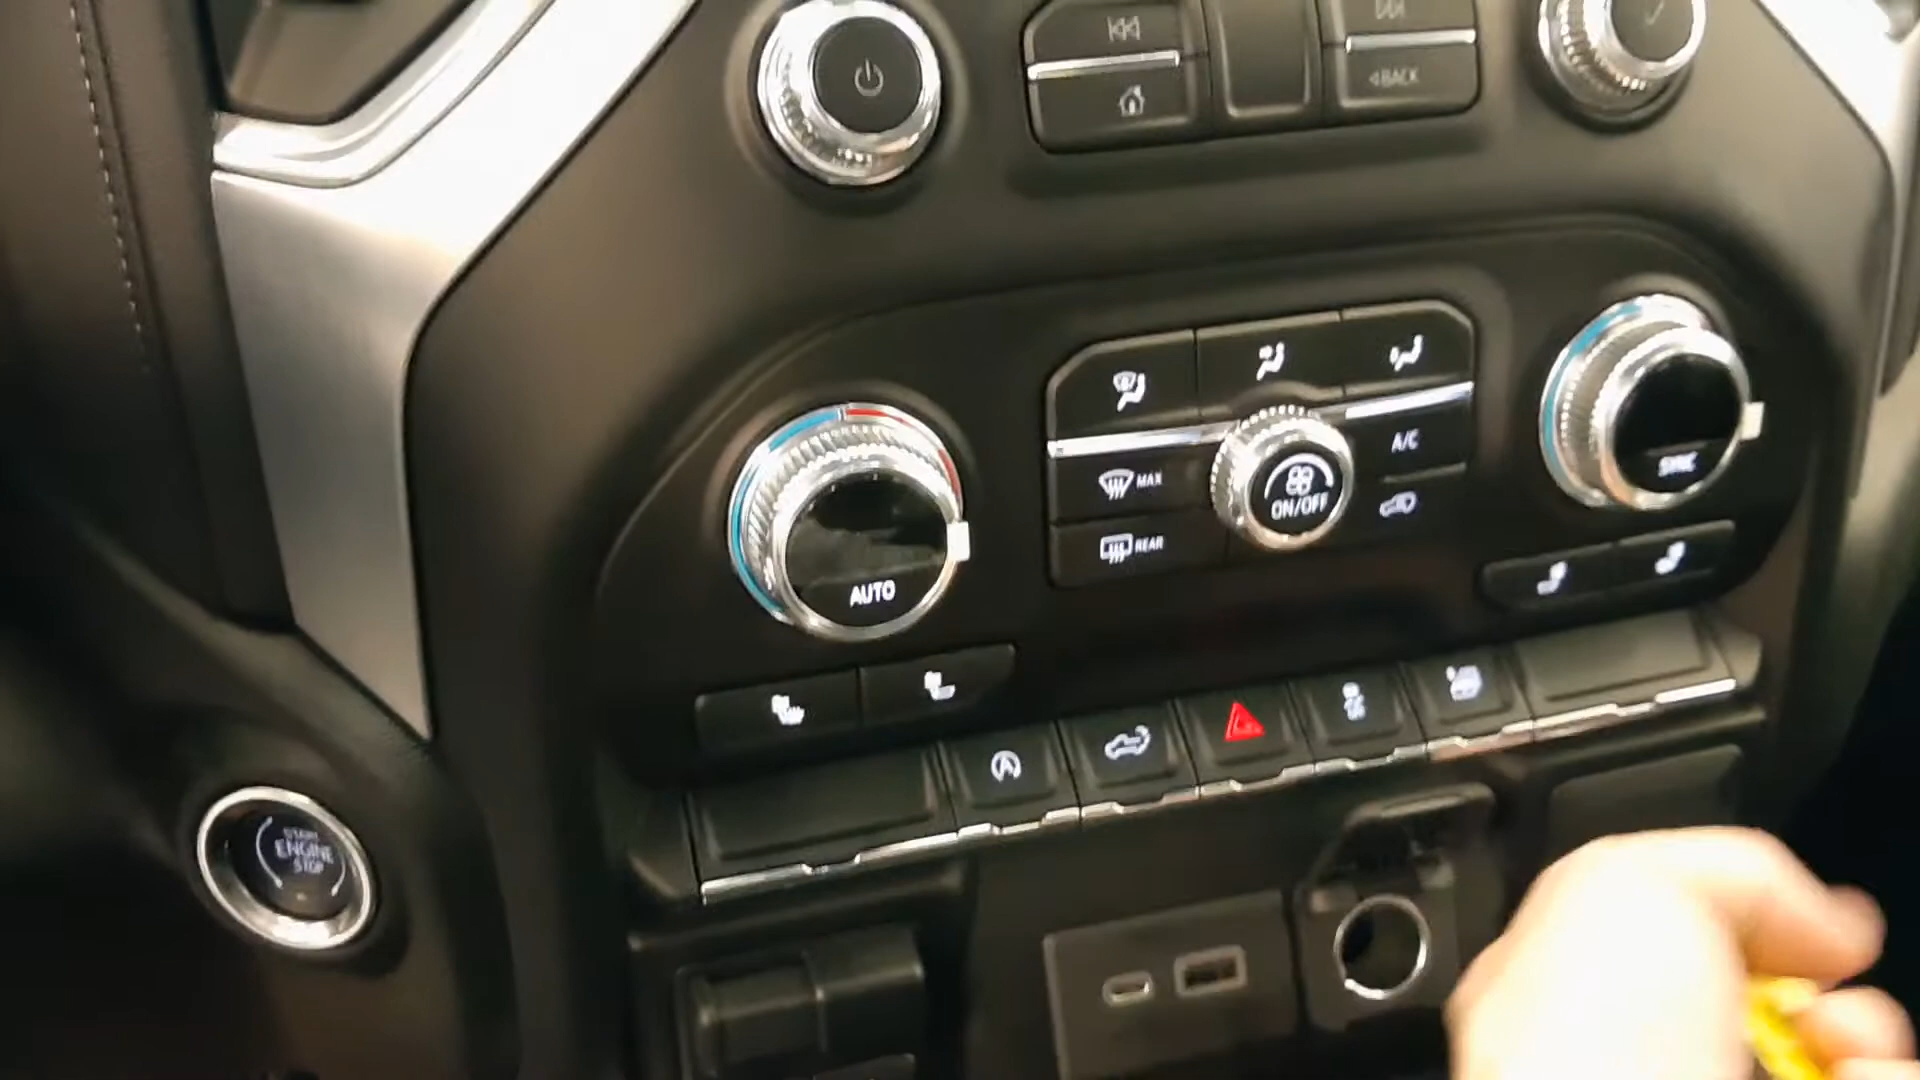 ◁BACK
A/C
MAX
ON/OFF
SYNC
REAR
AUTO
START
ENGINE
STOP